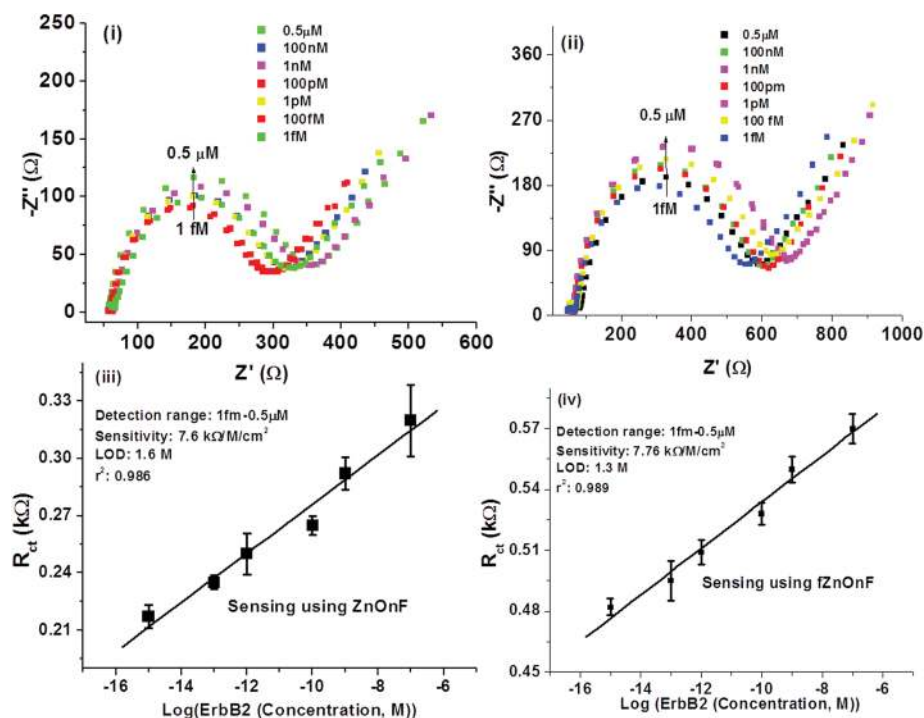 (i)
250
200
150
100
50
0
-Z'' (Ω)
0.5μM
100nM
1nM
100pM
1pM
100fM
1fM
0.5 μM
1 fM
100 200 300 400 500 600
Z' (Ω)
(ii)
360
270
180
90
0
-Z'' (Ω)
0.5μM
100nM
1nM
100pm
1pM
100 fM
1fM
0.5 μM
1fM
200 400 600 800 1000
Z' (Ω)
(iii)
0.33
0.30
0.27
0.24
0.21
R_ct (kΩ)
Detection range: 1fm-0.5μM
Sensitivity: 7.6 kΩ/M/cm²
LOD: 1.6 M
r²: 0.986
Sensing using ZnOnF
-16 -14 -12 -10 -8 -6
Log(ErbB2 (Concentration, M))
(iv)
0.57
0.54
0.51
0.48
0.45
R_ct (kΩ)
Detection range: 1fm-0.5μM
Sensitivity: 7.76 kΩ/M/cm²
LOD: 1.3 M
r²: 0.989
Sensing using fZnOnF
-16 -14 -12 -10 -8 -6
Log(ErbB2 (Concentration, M))